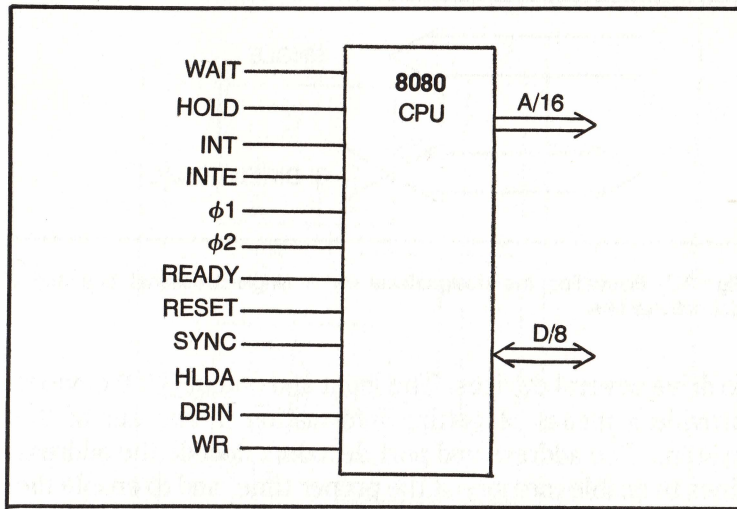 WAIT
HOLD
INT
INTE
ϕ1
ϕ2
READY
RESET
SYNC
HLDA
DBIN
WR
8080
CPU
A/16
D/8